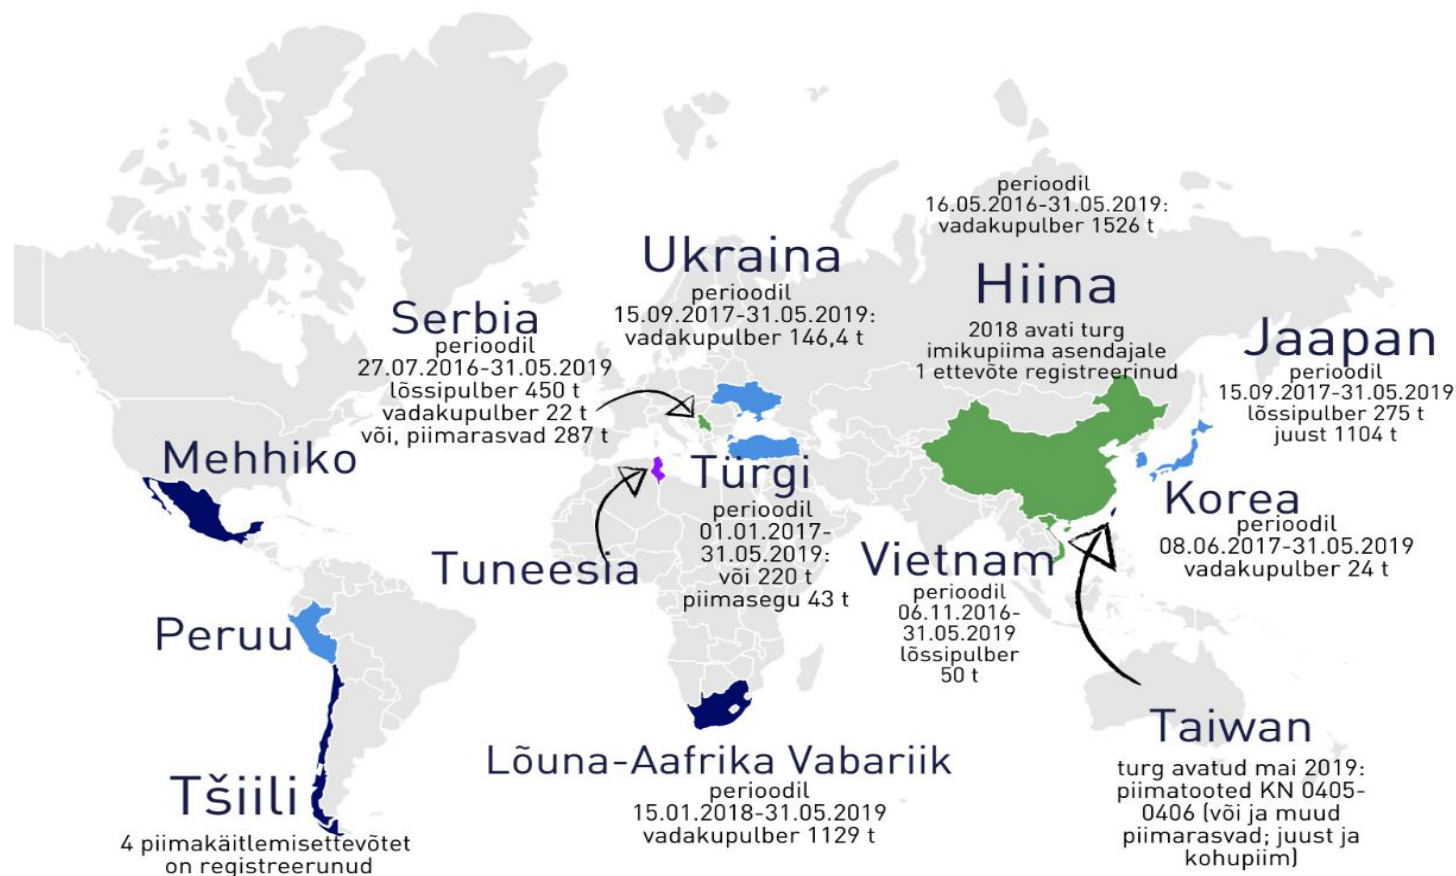 perioodil
16.05.2016-31.05.2019:
vadakupulber 1526 t
Hiina
2018 avati turg
imikupiima asendajale
1 ettevõte registreerinud
Ukraina
perioodil
15.09.2017-31.05.2019:
vadakupulber 146,4 t
Serbia
perioodil
27.07.2016-31.05.2019
lõssipulber 450 t
vadakupulber 22 t
või, piimarasvad 287 t
Jaapan
perioodil
15.09.2017-31.05.2019
lõssipulber 275 t
juust 1104 t
Mehhiko
Türgi
perioodil
01.01.2017-
31.05.2019:
või 220 t
piimasegu 43 t
Korea
perioodil
08.06.2017-31.05.2019
vadakupulber 24 t
Tuneesia
Vietnam
perioodil
06.11.2016-
31.05.2019
lõssipulber
50 t
Peruu
Taiwan
turg avatud mai 2019:
piimatooted KN 0405-
0406 (või ja muud
piimarasvad; juust ja
kohupiim)
Lõuna-Aafrika Vabariik
perioodil
15.01.2018-31.05.2019
vadakupulber 1129 t
Tšiili
4 piimakäitlemisettevõtet
on registreerunud